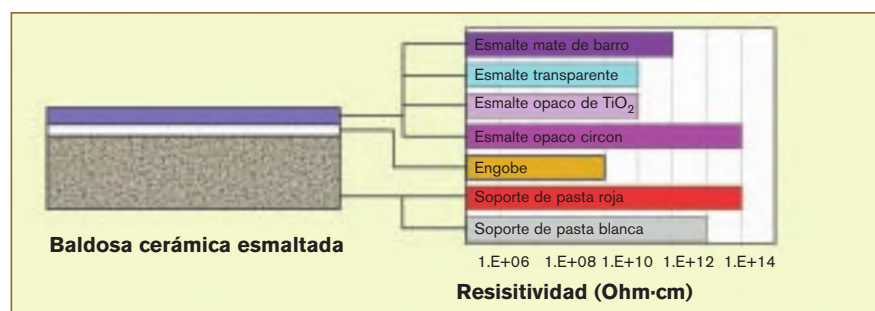 Esmalte mate de barro
Esmalte transparente
Esmalte opaco de TiO₂
Esmalte opaco circon
Engobe
Soporte de pasta roja
Soporte de pasta blanca
Baldosa cerámica esmaltada
1.E+06 1.E+08 1.E+10 1.E+12 1.E+14
Resisitividad (Ohm·cm)